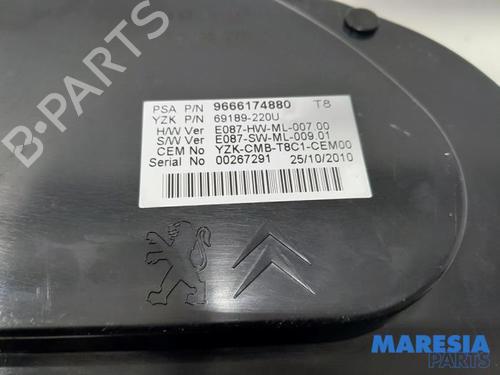 PSA P/N 9666174880 T8
YZK P/N 69189-220U
H/W Ver E087-HW-ML-007.00
S/W Ver E087-SW-ML-009.01
CEM No YZK-CMB-T8C1-CEM00
Serial No 00267291 25/10/2010
B-PARTS
MARESIA
PARTS